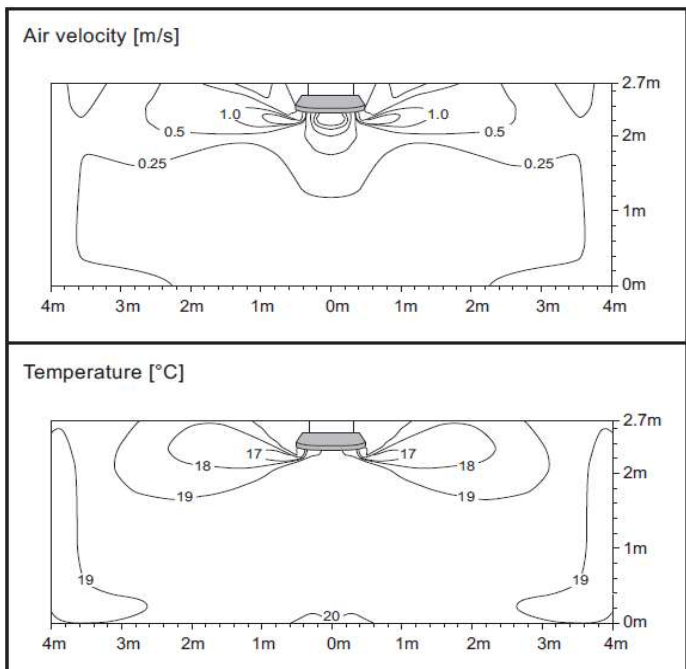 Air velocity [m/s]
2.7m
1.0 1.0
0.5 0.5
2m
0.25 0.25
1m
0m
4m 3m 2m 1m 0m 1m 2m 3m 4m
Temperature [°C]
2.7m
17 17
18 18
2m
19 19
1m
19 19
20
0m
4m 3m 2m 1m 0m 1m 2m 3m 4m